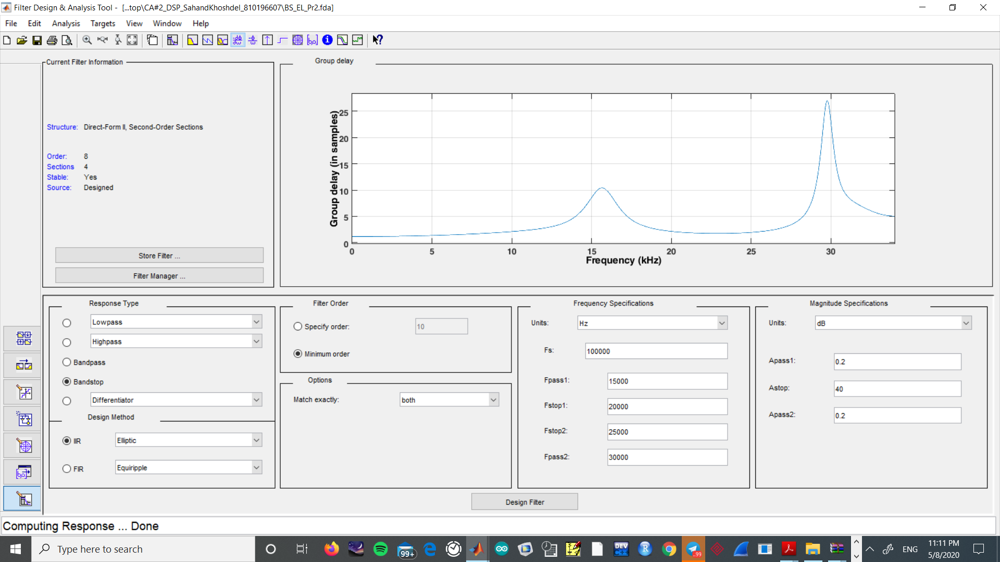 Filter Design & Analysis Tool - [...top\CA#2_DSP_SahandKhoshdel_810196607\BS_EL_Pr2.fda]
File Edit Analysis Targets View Window Help
Current Filter Information
Structure: Direct-Form II, Second-Order Sections
Order: 8
Sections 4
Stable: Yes
Source: Designed
Store Filter ...
Filter Manager ...
Group delay
Group delay (in samples)
25
20
15
10
5
0
0 5 10 15 20 25 30
Frequency (kHz)
Response Type
Lowpass
Highpass
Bandpass
Bandstop
Differentiator
Design Method
IIR Elliptic
FIR Equiripple
Filter Order
Specify order: 10
Minimum order
Options
Match exactly: both
Frequency Specifications
Units: Hz
Fs: 100000
Fpass1: 15000
Fstop1: 20000
Fstop2: 25000
Fpass2: 30000
Magnitude Specifications
Units: dB
Apass1: 0.2
Astop: 40
Apass2: 0.2
Design Filter
Computing Response ... Done
Type here to search
99+
DEV C++
R
..99
ENG
11:11 PM
5/8/2020